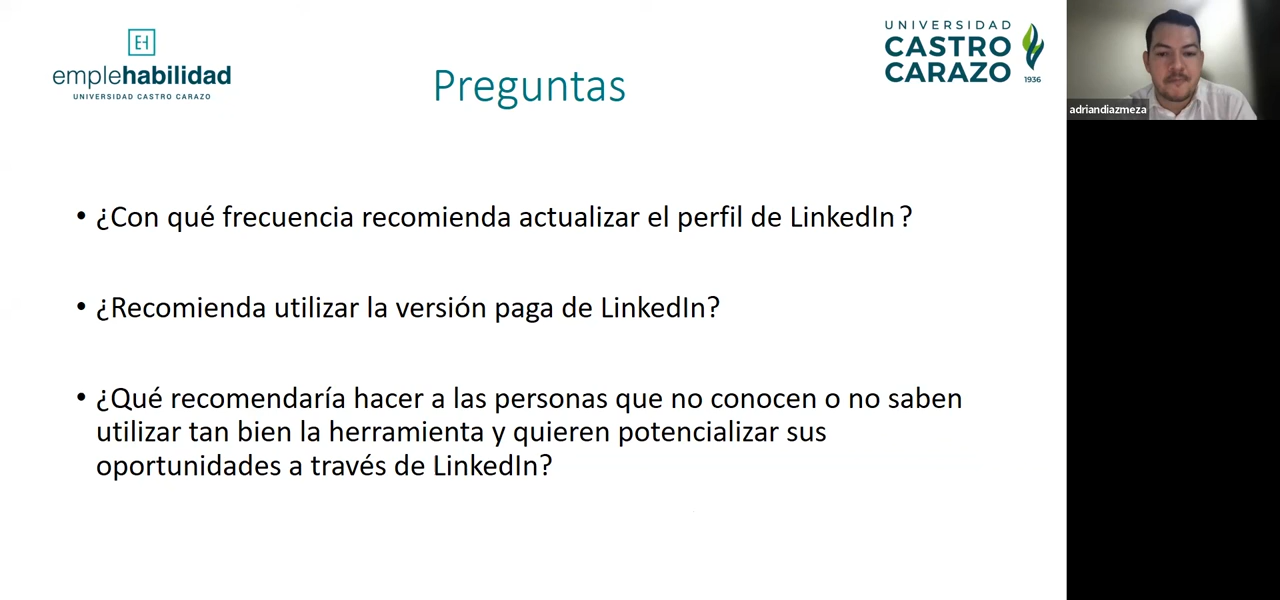 EH
emplehabilidad
UNIVERSIDAD CASTRO CARAZO
Preguntas
UNIVERSIDAD
CASTRO
CARAZO
1936
adriandiazmeza
• ¿Con qué frecuencia recomienda actualizar el perfil de LinkedIn?
• ¿Recomienda utilizar la versión paga de LinkedIn?
• ¿Qué recomendaría hacer a las personas que no conocen o no saben
utilizar tan bien la herramienta y quieren potencializar sus
oportunidades a través de LinkedIn?